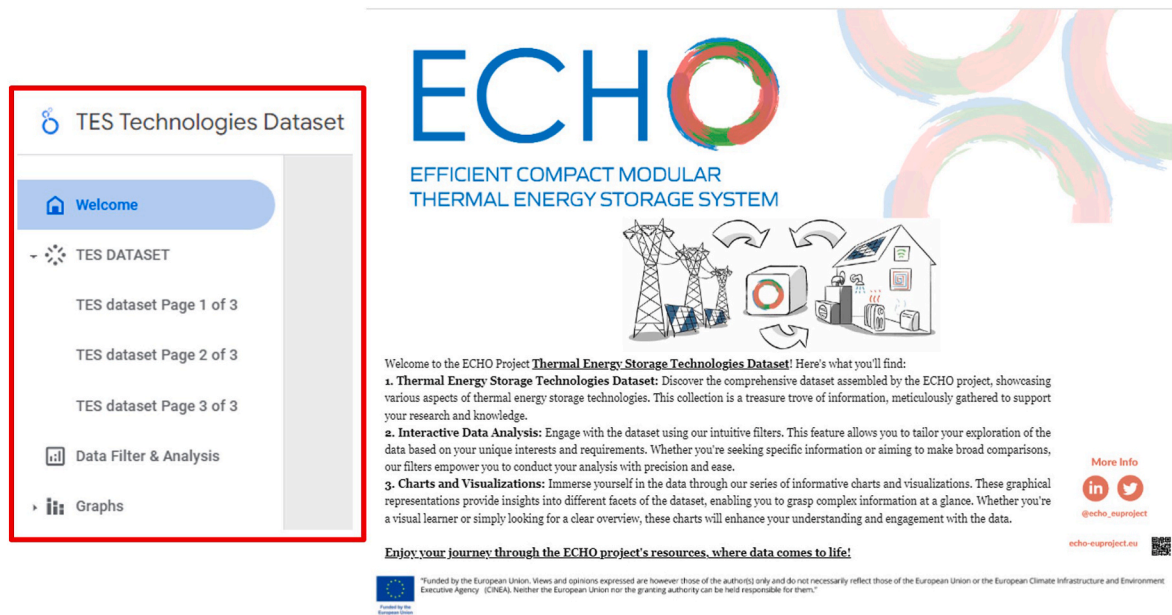 TES Technologies Dataset
Welcome
TES DATASET
TES dataset Page 1 of 3
TES dataset Page 2 of 3
TES dataset Page 3 of 3
Data Filter & Analysis
Graphs
ECHO
EFFICIENT COMPACT MODULAR
THERMAL ENERGY STORAGE SYSTEM
Welcome to the ECHO Project Thermal Energy Storage Technologies Dataset! Here's what you'll find:
1. Thermal Energy Storage Technologies Dataset: Discover the comprehensive dataset assembled by the ECHO project, showcasing
various aspects of thermal energy storage technologies. This collection is a treasure trove of information, meticulously gathered to support
your research and knowledge.
2. Interactive Data Analysis: Engage with the dataset using our intuitive filters. This feature allows you to tailor your exploration of the
data based on your unique interests and requirements. Whether you're seeking specific information or aiming to make broad comparisons,
our filters empower you to conduct your analysis with precision and ease.
3. Charts and Visualizations: Immerse yourself in the data through our series of informative charts and visualizations. These graphical
representations provide insights into different facets of the dataset, enabling you to grasp complex information at a glance. Whether you're
a visual learner or simply looking for a clear overview, these charts will enhance your understanding and engagement with the data.
Enjoy your journey through the ECHO project's resources, where data comes to life!
More Info
in
@echo_euproject
echo-euproject.eu
Funded by the
European Union
"Funded by the European Union. Views and opinions expressed are however those of the author(s) only and do not necessarily reflect those of the European Union or the European Climate Infrastructure and Environment
Executive Agency (CINEA). Neither the European Union nor the granting authority can be held responsible for them."